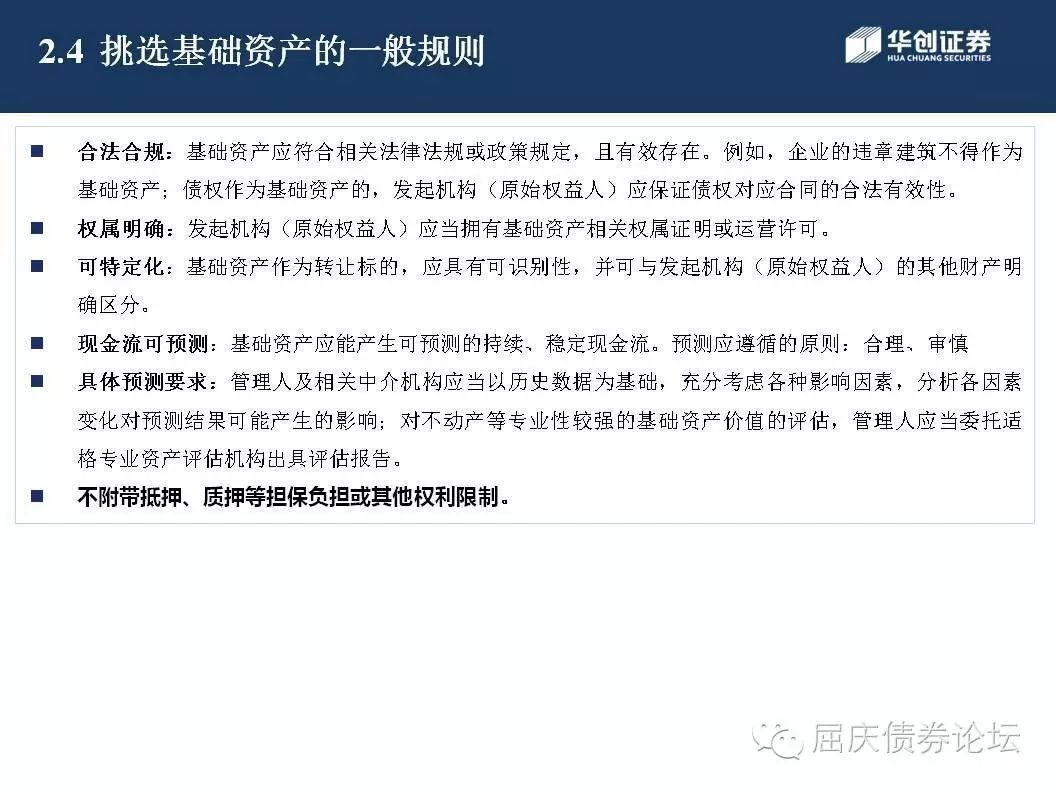 2.4 挑选基础资产的一般规则
华创证券
HUA CHUANG SECURITIES
■ 合法合规：基础资产应符合相关法律法规或政策规定，且有效存在。例如，企业的违章建筑不得作为
基础资产；债权作为基础资产的，发起机构（原始权益人）应保证债权对应合同的合法有效性。
■ 权属明确：发起机构（原始权益人）应当拥有基础资产相关权属证明或运营许可。
■ 可特定化：基础资产作为转让标的，应具有可识别性，并可与发起机构（原始权益人）的其他财产明
确区分。
■ 现金流可预测：基础资产应能产生可预测的持续、稳定现金流。预测应遵循的原则：合理、审慎
■ 具体预测要求：管理人及相关中介机构应当以历史数据为基础，充分考虑各种影响因素，分析各因素
变化对预测结果可能产生的影响；对不动产等专业性较强的基础资产价值的评估，管理人应当委托适
格专业资产评估机构出具评估报告。
■ 不附带抵押、质押等担保负担或其他权利限制。
屈庆债券论坛